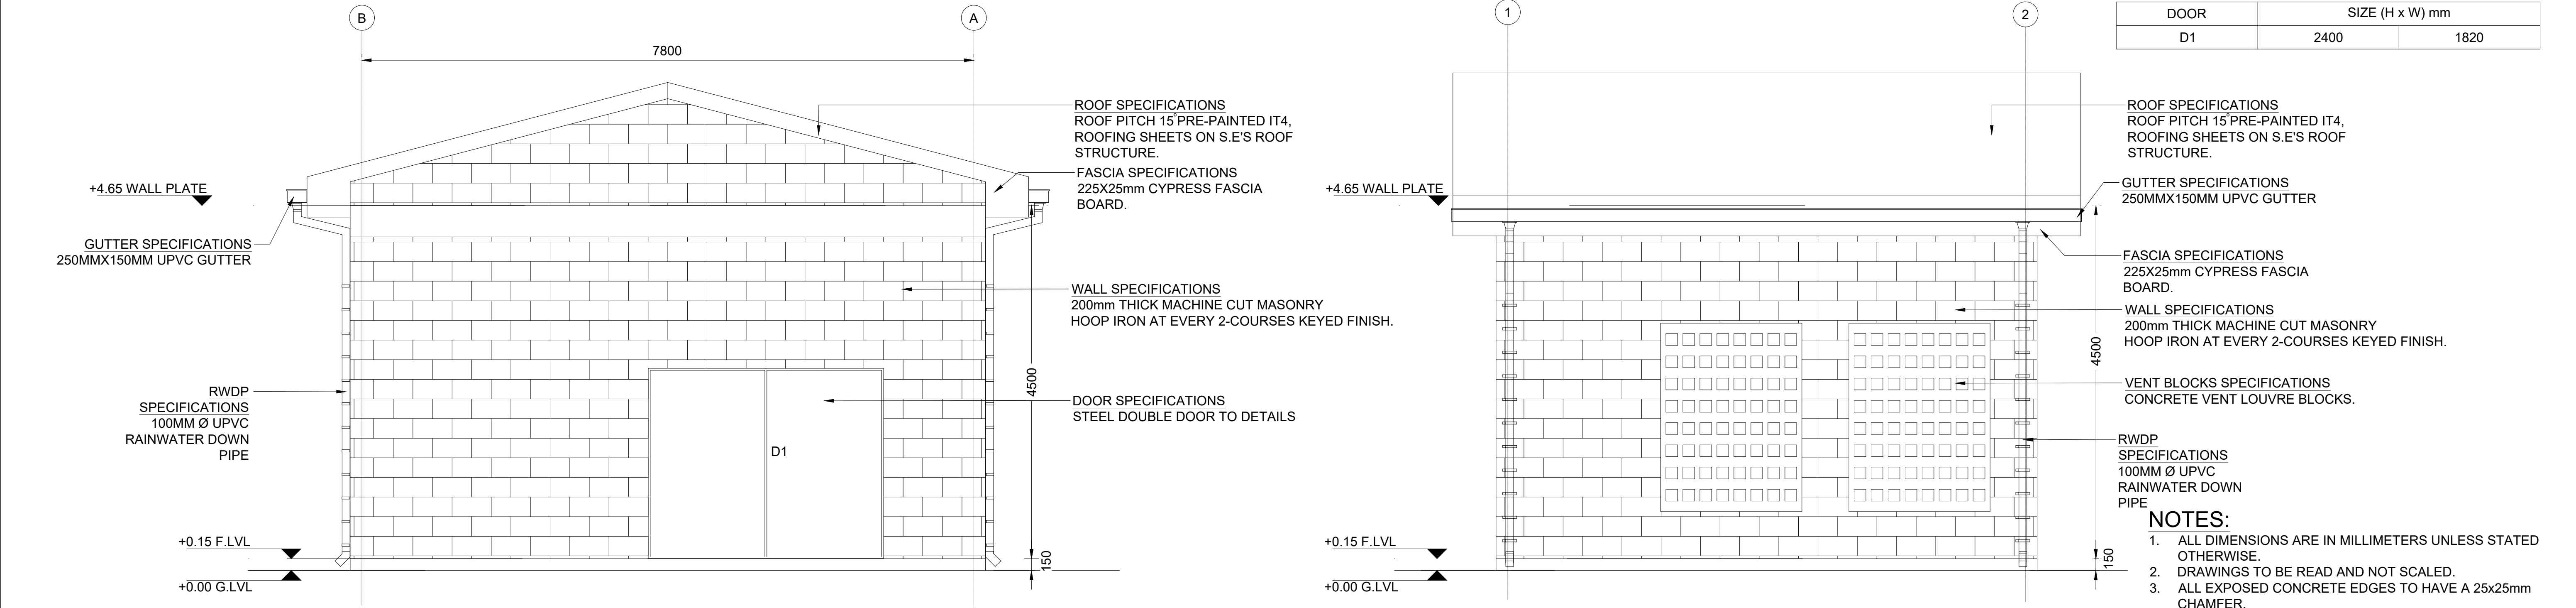 B
A
7800
ROOF SPECIFICATIONS
ROOF PITCH 15° PRE-PAINTED IT4,
ROOFING SHEETS ON S.E'S ROOF
STRUCTURE.
FASCIA SPECIFICATIONS
225X25mm CYPRESS FASCIA
BOARD.
+4.65 WALL PLATE
GUTTER SPECIFICATIONS
250MMX150MM UPVC GUTTER
WALL SPECIFICATIONS
200mm THICK MACHINE CUT MASONRY
HOOP IRON AT EVERY 2-COURSES KEYED FINISH.
4500
RWDP
SPECIFICATIONS
100MM Ø UPVC
RAINWATER DOWN
PIPE
DOOR SPECIFICATIONS
STEEL DOUBLE DOOR TO DETAILS
D1
+0.15 F.LVL
150
+0.00 G.LVL
1
2
DOOR SIZE (H x W) mm
D1 2400 1820
ROOF SPECIFICATIONS
ROOF PITCH 15° PRE-PAINTED IT4,
ROOFING SHEETS ON S.E'S ROOF
STRUCTURE.
+4.65 WALL PLATE
GUTTER SPECIFICATIONS
250MMX150MM UPVC GUTTER
FASCIA SPECIFICATIONS
225X25mm CYPRESS FASCIA
BOARD.
WALL SPECIFICATIONS
200mm THICK MACHINE CUT MASONRY
HOOP IRON AT EVERY 2-COURSES KEYED FINISH.
4500
VENT BLOCKS SPECIFICATIONS
CONCRETE VENT LOUVRE BLOCKS.
RWDP
SPECIFICATIONS
100MM Ø UPVC
RAINWATER DOWN
PIPE
+0.15 F.LVL
150
+0.00 G.LVL
NOTES:
1. ALL DIMENSIONS ARE IN MILLIMETERS UNLESS STATED
OTHERWISE.
2. DRAWINGS TO BE READ AND NOT SCALED.
3. ALL EXPOSED CONCRETE EDGES TO HAVE A 25x25mm
CHAMFER.